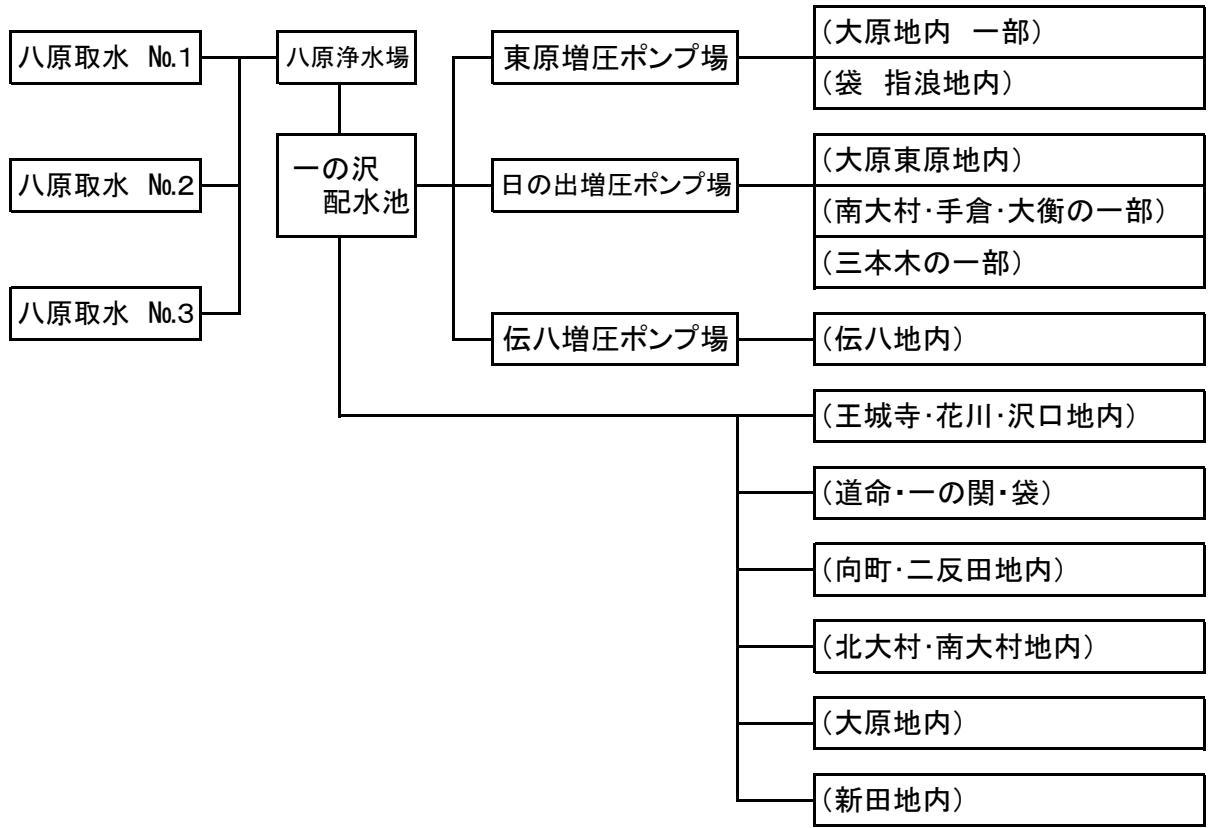 八原取水　№1
八原浄水場
東原増圧ポンプ場
（大原地内　一部）
（袋　指浪地内）
八原取水　№2
一の沢
配水池
日の出増圧ポンプ場
（大原東原地内）
（南大村・手倉・大衡の一部）
（三本木の一部）
八原取水　№3
伝八増圧ポンプ場
（伝八地内）
（王城寺・花川・沢口地内）
（道命・一の関・袋）
（向町・二反田地内）
（北大村・南大村地内）
（大原地内）
（新田地内）